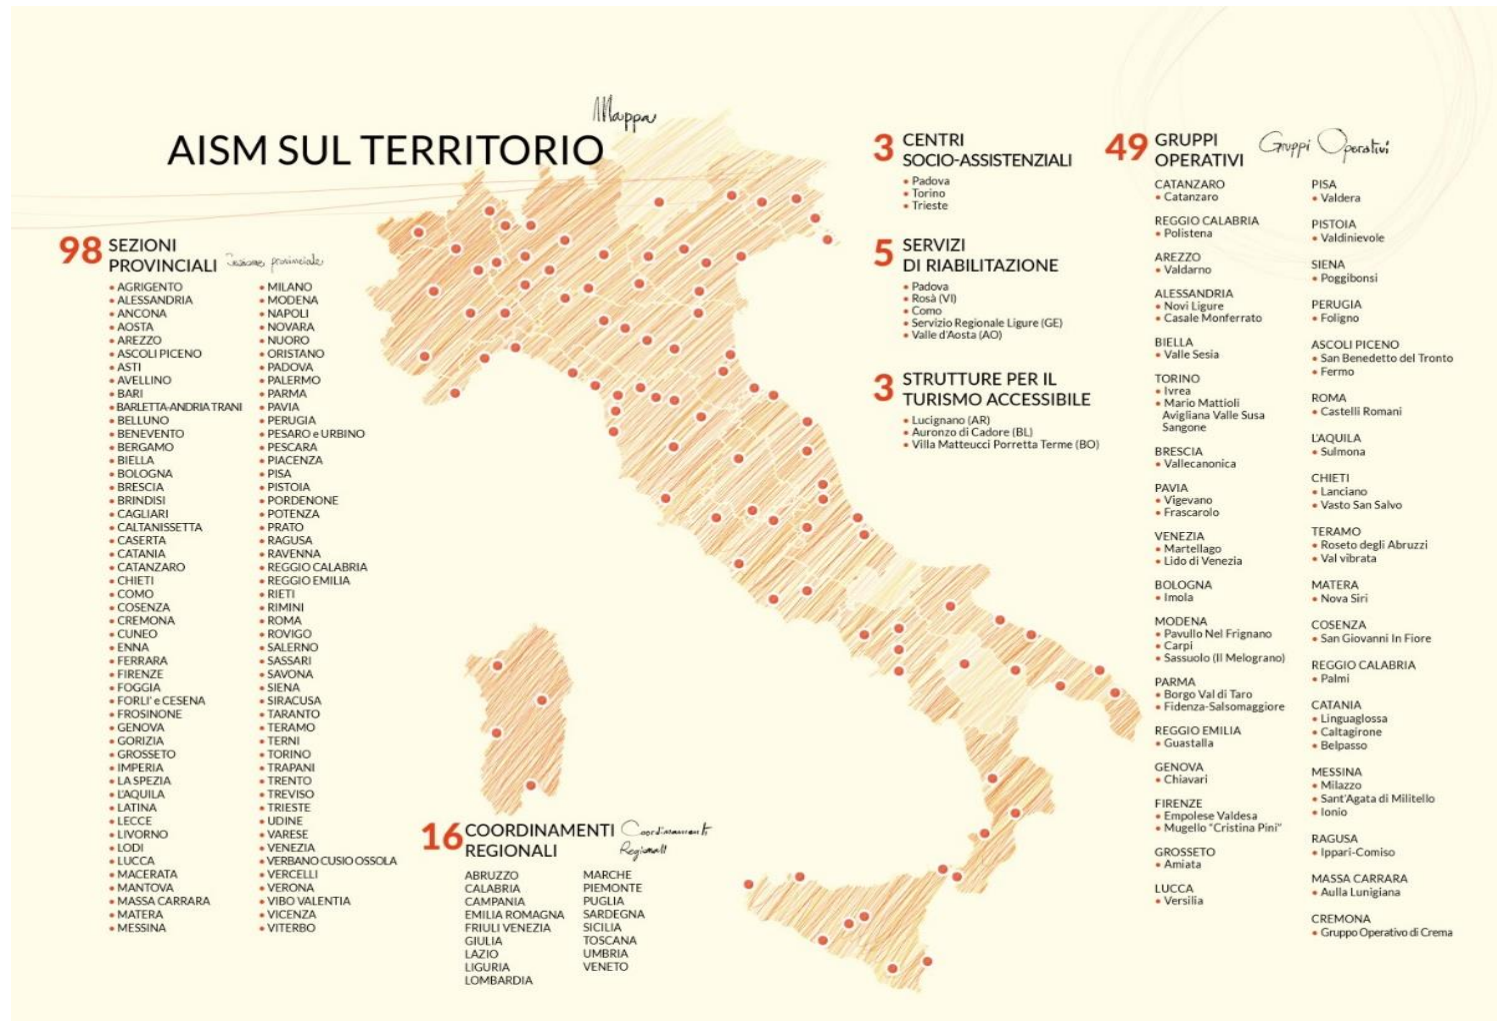 Mappa
AISM SUL TERRITORIO
98 SEZIONI
PROVINCIALI
Sezione provinciale
• AGRIGENTO
• ALESSANDRIA
• ANCONA
• AOSTA
• AREZZO
• ASCOLI PICENO
• ASTI
• AVELLINO
• BARI
• BARLETTA-ANDRIA TRANI
• BELLUNO
• BENEVENTO
• BERGAMO
• BIELLA
• BOLOGNA
• BRESCIA
• BRINDISI
• CAGLIARI
• CALTANISSETTA
• CASERTA
• CATANIA
• CATANZARO
• CHIETI
• COMO
• COSENZA
• CREMONA
• CUNEO
• ENNA
• FERRARA
• FIRENZE
• FOGGIA
• FORLI' e CESENA
• FROSINONE
• GENOVA
• GORIZIA
• GROSSETO
• IMPERIA
• LA SPEZIA
• L'AQUILA
• LATINA
• LECCE
• LIVORNO
• LODI
• LUCCA
• MACERATA
• MANTOVA
• MASSA CARRARA
• MATERA
• MESSINA
• MILANO
• MODENA
• NAPOLI
• NOVARA
• NUORO
• ORISTANO
• PADOVA
• PALERMO
• PARMA
• PAVIA
• PERUGIA
• PESARO e URBINO
• PESCARA
• PIACENZA
• PISA
• PISTOIA
• PORDENONE
• POTENZA
• PRATO
• RAGUSA
• RAVENNA
• REGGIO CALABRIA
• REGGIO EMILIA
• RIETI
• RIMINI
• ROMA
• ROVIGO
• SALERNO
• SASSARI
• SAVONA
• SIENA
• SIRACUSA
• TARANTO
• TERAMO
• TERNI
• TORINO
• TRAPANI
• TRENTO
• TREVISO
• TRIESTE
• UDINE
• VARESE
• VENEZIA
• VERBANO CUSIO OSSOLA
• VERCELLI
• VERONA
• VIBO VALENTIA
• VICENZA
• VITERBO
16 COORDINAMENTI
REGIONALI
Coordinamenti
Regionali
ABRUZZO
CALABRIA
CAMPANIA
EMILIA ROMAGNA
FRIULI VENEZIA
GIULIA
LAZIO
LIGURIA
LOMBARDIA
MARCHE
PIEMONTE
PUGLIA
SARDEGNA
SICILIA
TOSCANA
UMBRIA
VENETO
3 CENTRI
SOCIO-ASSISTENZIALI
• Padova
• Torino
• Trieste
5 SERVIZI
DI RIABILITAZIONE
• Padova
• Rosà (VI)
• Como
• Servizio Regionale Ligure (GE)
• Valle d'Aosta (AO)
3 STRUTTURE PER IL
TURISMO ACCESSIBILE
• Lucignano (AR)
• Auronzo di Cadore (BL)
• Villa Matteucci Porretta Terme (BO)
49 GRUPPI
OPERATIVI
Gruppi Operativi
CATANZARO
• Catanzaro
REGGIO CALABRIA
• Polistena
AREZZO
• Valdarno
ALESSANDRIA
• Novi Ligure
• Casale Monferrato
BIELLA
• Valle Sesia
TORINO
• Ivrea
• Mario Mattioli
Avigliana Valle Susa
Sangone
BRESCIA
• Vallecanonica
PAVIA
• Vigevano
• Frascarolo
VENEZIA
• Martellago
• Lido di Venezia
BOLOGNA
• Imola
MODENA
• Pavullo Nel Frignano
• Carpi
• Sassuolo (Il Melograno)
PARMA
• Borgo Val di Taro
• Fidenza-Salsomaggiore
REGGIO EMILIA
• Guastalla
GENOVA
• Chiavari
FIRENZE
• Empolese Valdesa
• Mugello "Cristina Pini"
GROSSETO
• Amiata
LUCCA
• Versilia
PISA
• Valdera
PISTOIA
• Valdinievole
SIENA
• Poggibonsi
PERUGIA
• Foligno
ASCOLI PICENO
• San Benedetto del Tronto
• Fermo
ROMA
• Castelli Romani
L'AQUILA
• Sulmona
CHIETI
• Lanciano
• Vasto San Salvo
TERAMO
• Roseto degli Abruzzi
• Val vibrata
MATERA
• Nova Siri
COSENZA
• San Giovanni In Fiore
REGGIO CALABRIA
• Palmi
CATANIA
• Linguaglossa
• Caltagirone
• Belpasso
MESSINA
• Milazzo
• Sant'Agata di Militello
• Ionio
RAGUSA
• Ippari-Comiso
MASSA CARRARA
• Aulla Lunigiana
CREMONA
• Gruppo Operativo di Crema